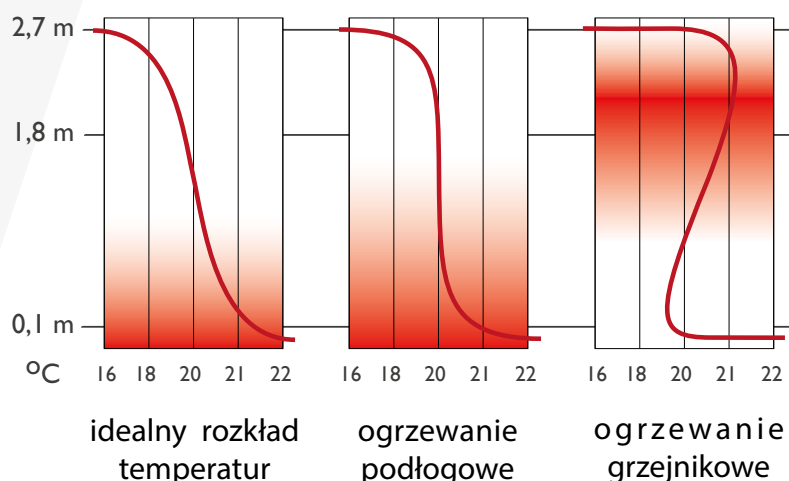 2,7 m
1,8 m
0,1 m
°C 16 18 20 21 22 16 18 20 21 22 16 18 20 21 22
idealny rozkład
temperatur
ogrzewanie
podłogowe
ogrzewanie
grzejnikowe